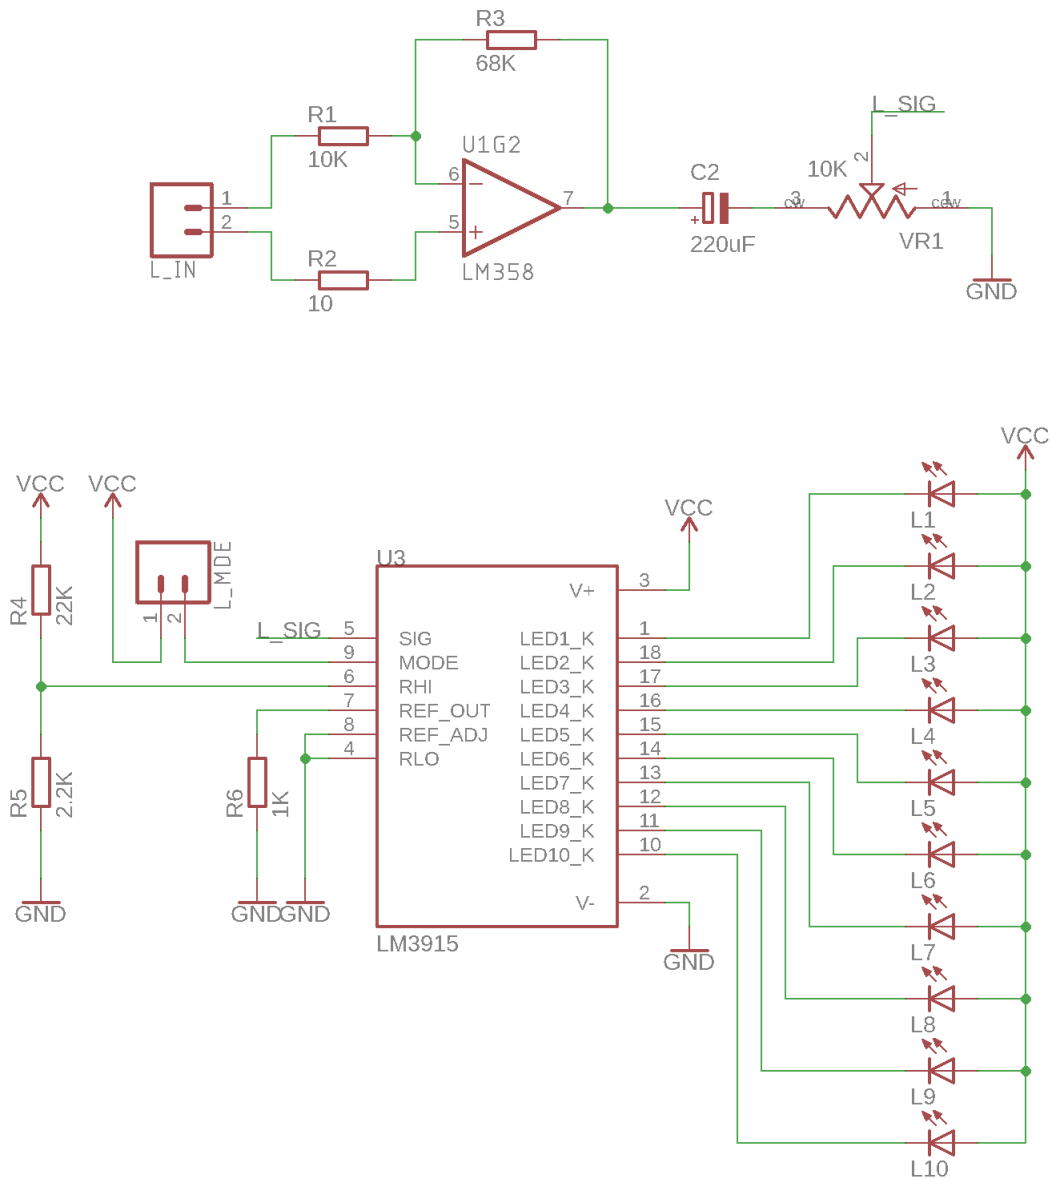 R3
68K
R1
10K
U1G2
6
7
5
LM358
1
2
L_IN
R2
10
C2
+
220uF
L_SIG
10K
2
3
cw
1
ccw
VR1
GND
VCC
VCC
R4
22K
L_MDE
1
2
R5
2.2K
GND
R6
1K
GND
GND
U3
L_SIG
5
SIG
9
MODE
6
RHI
7
REF_OUT
8
REF_ADJ
4
RLO
V+
3
LED1_K
1
LED2_K
18
LED3_K
17
LED4_K
16
LED5_K
15
LED6_K
14
LED7_K
13
LED8_K
12
LED9_K
11
LED10_K
10
V-
2
LM3915
VCC
GND
VCC
L1
L2
L3
L4
L5
L6
L7
L8
L9
L10